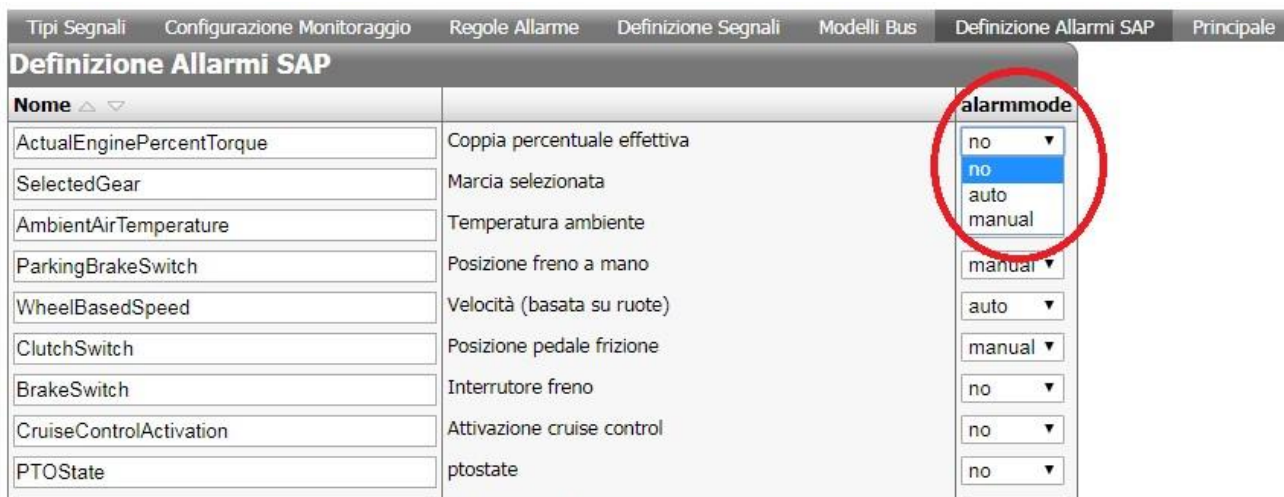 Tipi Segnali Configurazione Monitoraggio Regole Allarme Definizione Segnali Modelli Bus Definizione Allarmi SAP Principale
Definizione Allarmi SAP
Nome alarmmode
ActualEnginePercentTorque Coppia percentuale effettiva no
no
SelectedGear Marcia selezionata
auto
AmbientAirTemperature Temperatura ambiente manual
ParkingBrakeSwitch Posizione freno a mano manual
WheelBasedSpeed Velocità (basata su ruote) auto
ClutchSwitch Posizione pedale frizione manual
BrakeSwitch Interrutore freno no
CruiseControlActivation Attivazione cruise control no
PTOState ptostate no